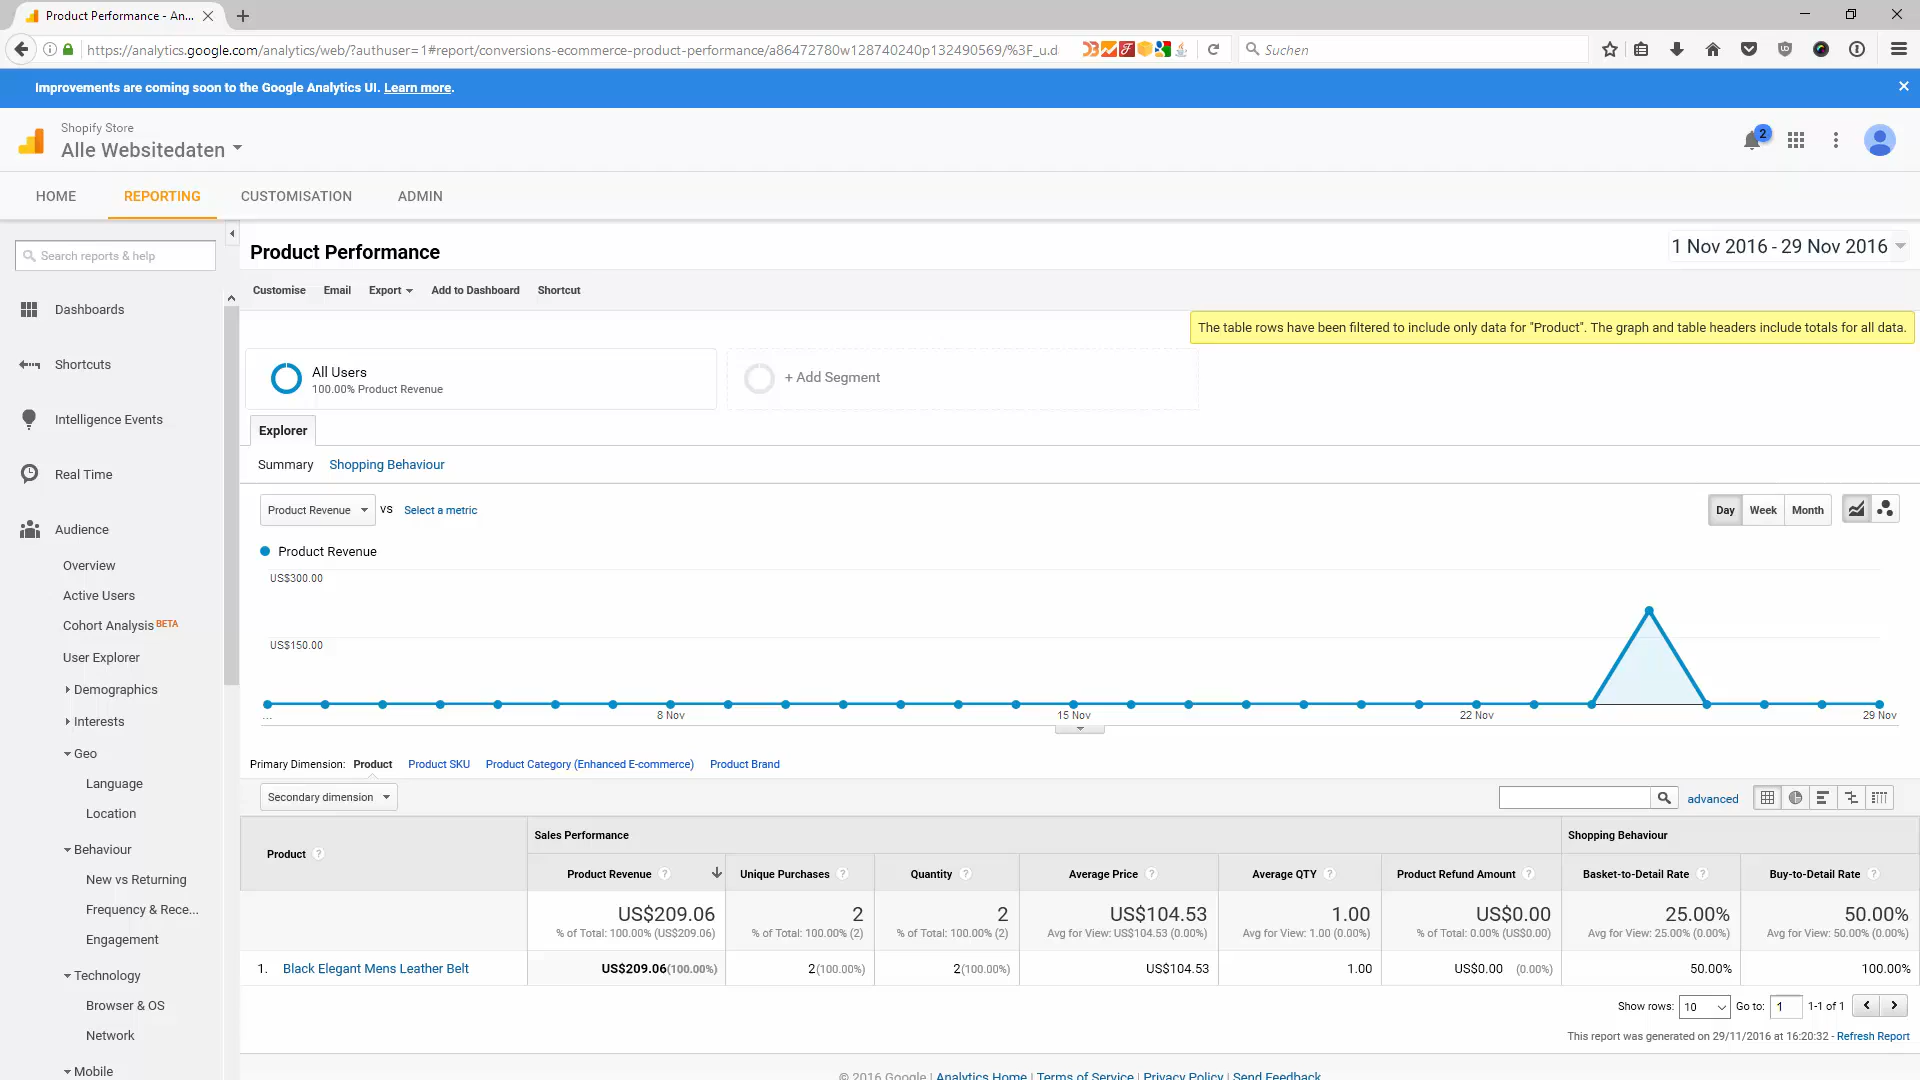 Product Performance - An...
https://analytics.google.com/analytics/web/?authuser=1#report/conversions-ecommerce-product-performance/a86472780w128740240p132490569/%3F_u.d
Suchen
Improvements are coming soon to the Google Analytics UI. Learn more.
Shopify Store
Alle Websitedaten
2
HOME
REPORTING
CUSTOMISATION
ADMIN
Search reports & help
Dashboards
Shortcuts
Intelligence Events
Real Time
Audience
Overview
Active Users
Cohort Analysis BETA
User Explorer
Demographics
Interests
Geo
Language
Location
Behaviour
New vs Returning
Frequency & Rece...
Engagement
Technology
Browser & OS
Network
Mobile
Product Performance
1 Nov 2016 - 29 Nov 2016
Customise Email Export Add to Dashboard Shortcut
The table rows have been filtered to include only data for "Product". The graph and table headers include totals for all data.
All Users
100.00% Product Revenue
+ Add Segment
Explorer
Summary Shopping Behaviour
Product Revenue VS Select a metric
Day Week Month
Product Revenue
US$300.00
US$150.00
... 8 Nov 15 Nov 22 Nov 29 Nov
Primary Dimension: Product Product SKU Product Category (Enhanced E-commerce) Product Brand
Secondary dimension
advanced
Product ?
Sales Performance
Shopping Behaviour
Product Revenue ? Unique Purchases ? Quantity ? Average Price ? Average QTY ? Product Refund Amount ? Basket-to-Detail Rate ? Buy-to-Detail Rate ?
US$209.06 2 2 US$104.53 1.00 US$0.00 25.00% 50.00%
% of Total: 100.00% (US$209.06) % of Total: 100.00% (2) % of Total: 100.00% (2) Avg for View: US$104.53 (0.00%) Avg for View: 1.00 (0.00%) % of Total: 0.00% (US$0.00) Avg for View: 25.00% (0.00%) Avg for View: 50.00% (0.00%)
1. Black Elegant Mens Leather Belt US$209.06(100.00%) 2(100.00%) 2(100.00%) US$104.53 1.00 US$0.00 (0.00%) 50.00% 100.00%
Show rows: 10 Go to: 1 1-1 of 1
This report was generated on 29/11/2016 at 16:20:32 - Refresh Report
© 2016 Google | Analytics Home | Terms of Service | Privacy Policy | Send Feedback